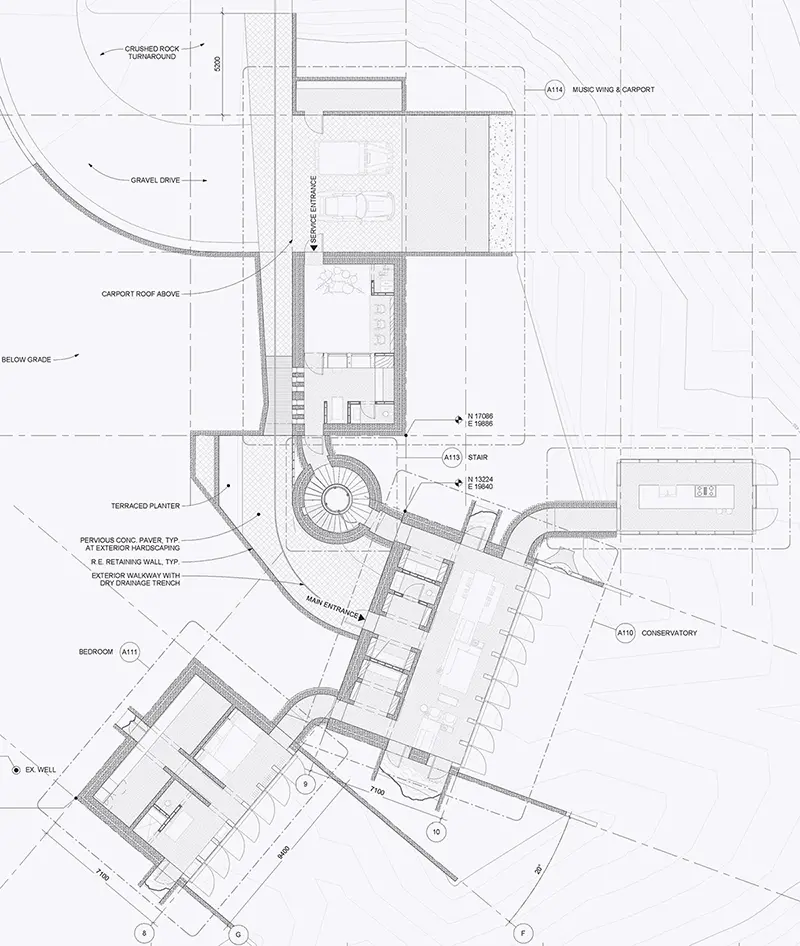 CRUSHED ROCK
TURNAROUND
5200
A114 MUSIC WING & CARPORT
GRAVEL DRIVE
SERVICE ENTRANCE
CARPORT ROOF ABOVE
BELOW GRADE
N 17086
E 19886
A113 STAIR
N 13224
E 19840
TERRACED PLANTER
PERVIOUS CONC. PAVER, TYP.
AT EXTERIOR HARDSCAPING
R.E. RETAINING WALL, TYP.
EXTERIOR WALKWAY WITH
DRY DRAINAGE TRENCH
MAIN ENTRANCE
A110 CONSERVATORY
BEDROOM A111
EX. WELL
9
7100
10
9400
7100
20°
8
G
F